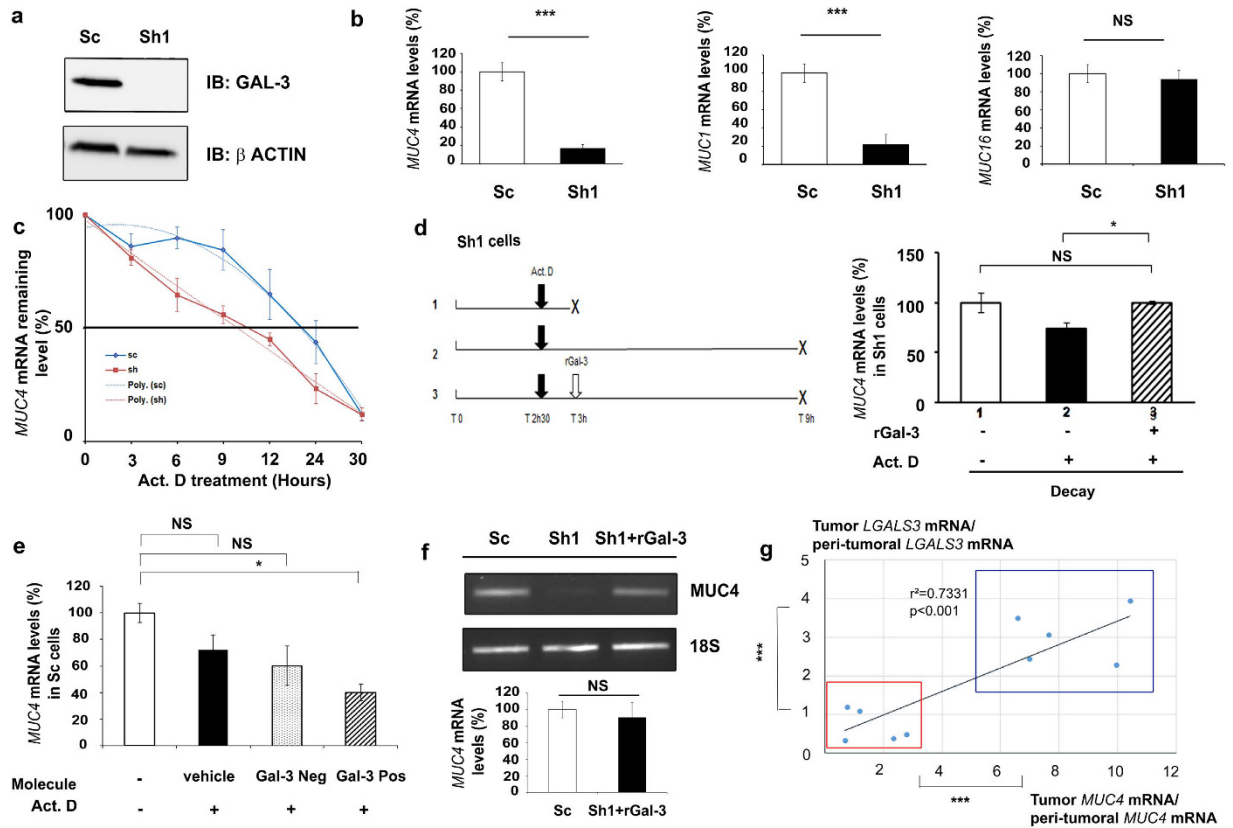 a
Sc Sh1
IB: GAL-3
IB: β ACTIN
b
MUC4 mRNA levels (%)
120
100
80
60
40
20
0
***
Sc Sh1
MUC1 mRNA levels (%)
120
100
80
60
40
20
0
***
Sc Sh1
MUC16 mRNA levels (%)
120
100
80
60
40
20
0
NS
Sc Sh1
c
MUC4 mRNA remaining
level (%)
100
50
0
sc
sh
Poly. (sc)
Poly. (sh)
0 3 6 9 12 24 30
Act. D treatment (Hours)
d
Sh1 cells
Act. D
1 X
2 X
rGal-3
3 X
T 0 T 2h30 T 3h T 9h
MUC4 mRNA levels (%)
in Sh1 cells
150
100
50
0
*
NS
1 2 3
rGal-3 - - +
Act. D - + +
Decay
e
NS
NS
*
MUC4 mRNA levels (%)
in Sc cells
120
100
80
60
40
20
0
Molecule - vehicle Gal-3 Neg Gal-3 Pos
Act. D - + + +
f
Sc Sh1 Sh1+rGal-3
MUC4
18S
NS
MUC4 mRNA
levels (%)
120
100
80
60
40
20
0
Sc Sh1+rGal-3
Tumor LGALS3 mRNA/
peri-tumoral LGALS3 mRNA
g
5
4
3
2
1
0
***
r²=0.7331
p<0.001
2 4 6 8 10 12
***
Tumor MUC4 mRNA/
peri-tumoral MUC4 mRNA